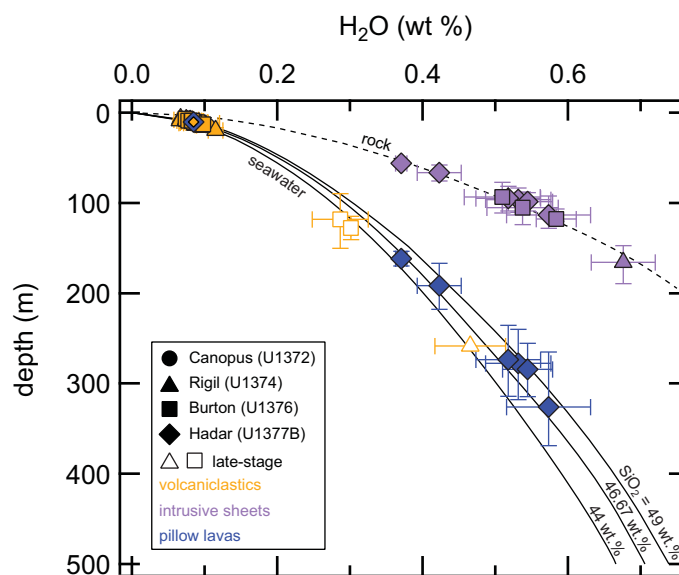 H₂O (wt %)
0.0 0.2 0.4 0.6
0
100
200
300
400
500
depth (m)
rock
seawater
Canopus (U1372)
Rigil (U1374)
Burton (U1376)
Hadar (U1377B)
late-stage
volcaniclastics
intrusive sheets
pillow lavas
SiO₂ = 49 wt.%
46.67 wt.%
44 wt.%